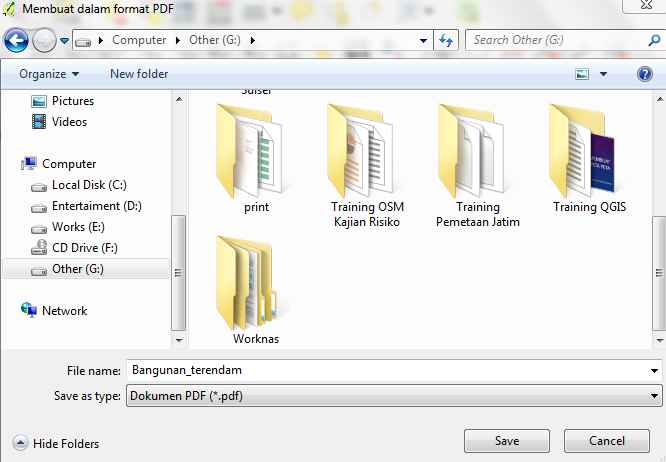 Membuat dalam format PDF
Computer Other (G:)
Search Other (G:)
Organize New folder
Pictures
Videos
Computer
Local Disk (C:)
Entertaiment (D:)
Works (E:)
CD Drive (F:)
Other (G:)
Network
Sulsel
print
Training OSM
Kajian Risiko
Training
Pemetaan Jatim
Training QGIS
Worknas
File name: Bangunan_terendam
Save as type: Dokumen PDF (*.pdf)
Hide Folders
Save
Cancel